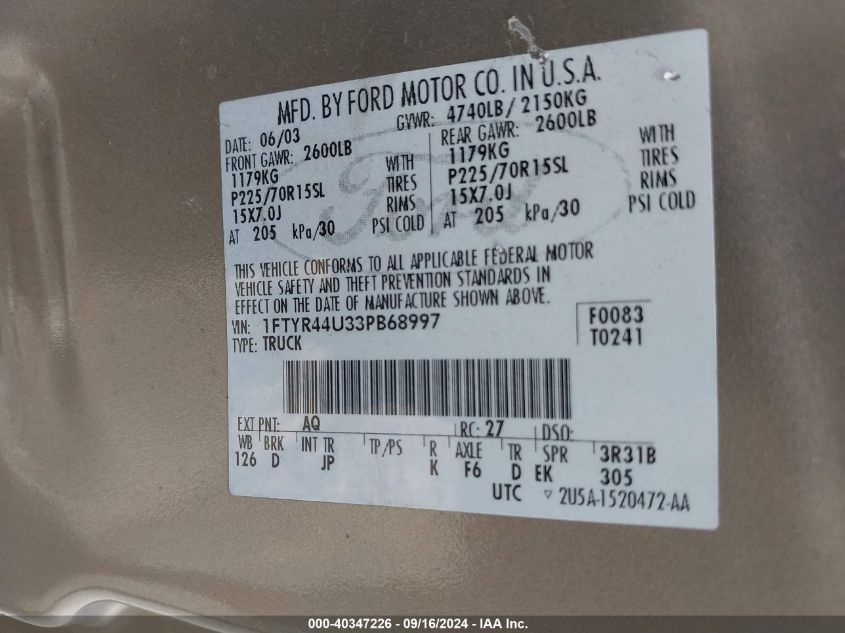 MFD. BY FORD MOTOR CO. IN U.S.A.
DATE: 06/03 GVWR: 4740LB/ 2150KG
FRONT GAWR: 2600LB REAR GAWR: 2600LB
1179KG WITH 1179KG WITH
P225/70R15SL TIRES P225/70R15SL TIRES
15X7.0J RIMS 15X7.0J RIMS
AT 205 kPa/30 PSI COLD AT 205 kPa/30 PSI COLD
Ford
THIS VEHICLE CONFORMS TO ALL APPLICABLE FEDERAL MOTOR
VEHICLE SAFETY AND THEFT PREVENTION STANDARDS IN
EFFECT ON THE DATE OF MANUFACTURE SHOWN ABOVE.
VIN: 1FTYR44U33PB68997 F0083
TYPE: TRUCK T0241
EXT PNT: AQ RC: 27 DSO:
WB BRK INT TR TP/PS R AXLE TR SPR 3R31B
126 D JP K F6 D EK 305
UTC ▽ 2U5A-1520472-AA
000-40347226 - 09/16/2024 - IAA Inc.